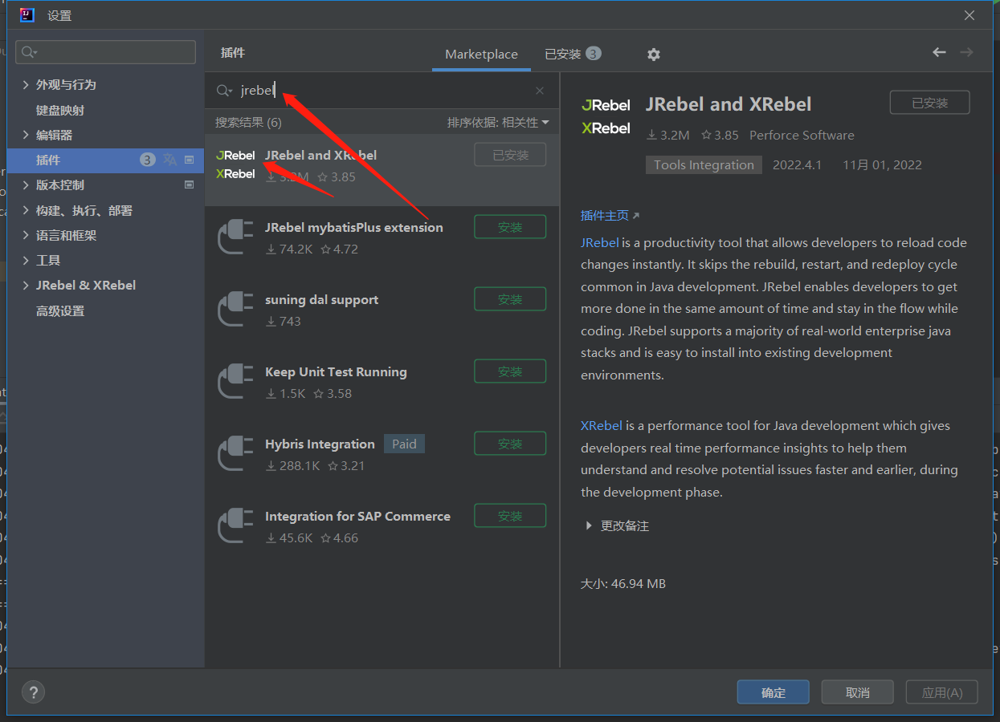 设置
外观与行为
键盘映射
编辑器
插件 3
版本控制
构建、执行、部署
语言和框架
工具
JRebel & XRebel
高级设置
插件
Marketplace
已安装 3
jrebel
搜索结果 (6)
排序依据: 相关性
JRebel
XRebel
JRebel and XRebel
3.2M 3.85
已安装
JRebel mybatisPlus extension
74.2K 4.72
安装
suning dal support
743
安装
Keep Unit Test Running
1.5K 3.58
安装
Hybris Integration Paid
288.1K 3.21
安装
Integration for SAP Commerce
45.6K 4.66
安装
JRebel
XRebel
JRebel and XRebel
已安装
3.2M 3.85 Perforce Software
Tools Integration 2022.4.1 11月 01, 2022
插件主页
JRebel is a productivity tool that allows developers to reload code
changes instantly. It skips the rebuild, restart, and redeploy cycle
common in Java development. JRebel enables developers to get
more done in the same amount of time and stay in the flow while
coding. JRebel supports a majority of real-world enterprise java
stacks and is easy to install into existing development
environments.
XRebel is a performance tool for Java development which gives
developers real time performance insights to help them
understand and resolve potential issues faster and earlier, during
the development phase.
更改备注
大小: 46.94 MB
?
确定
取消
应用(A)